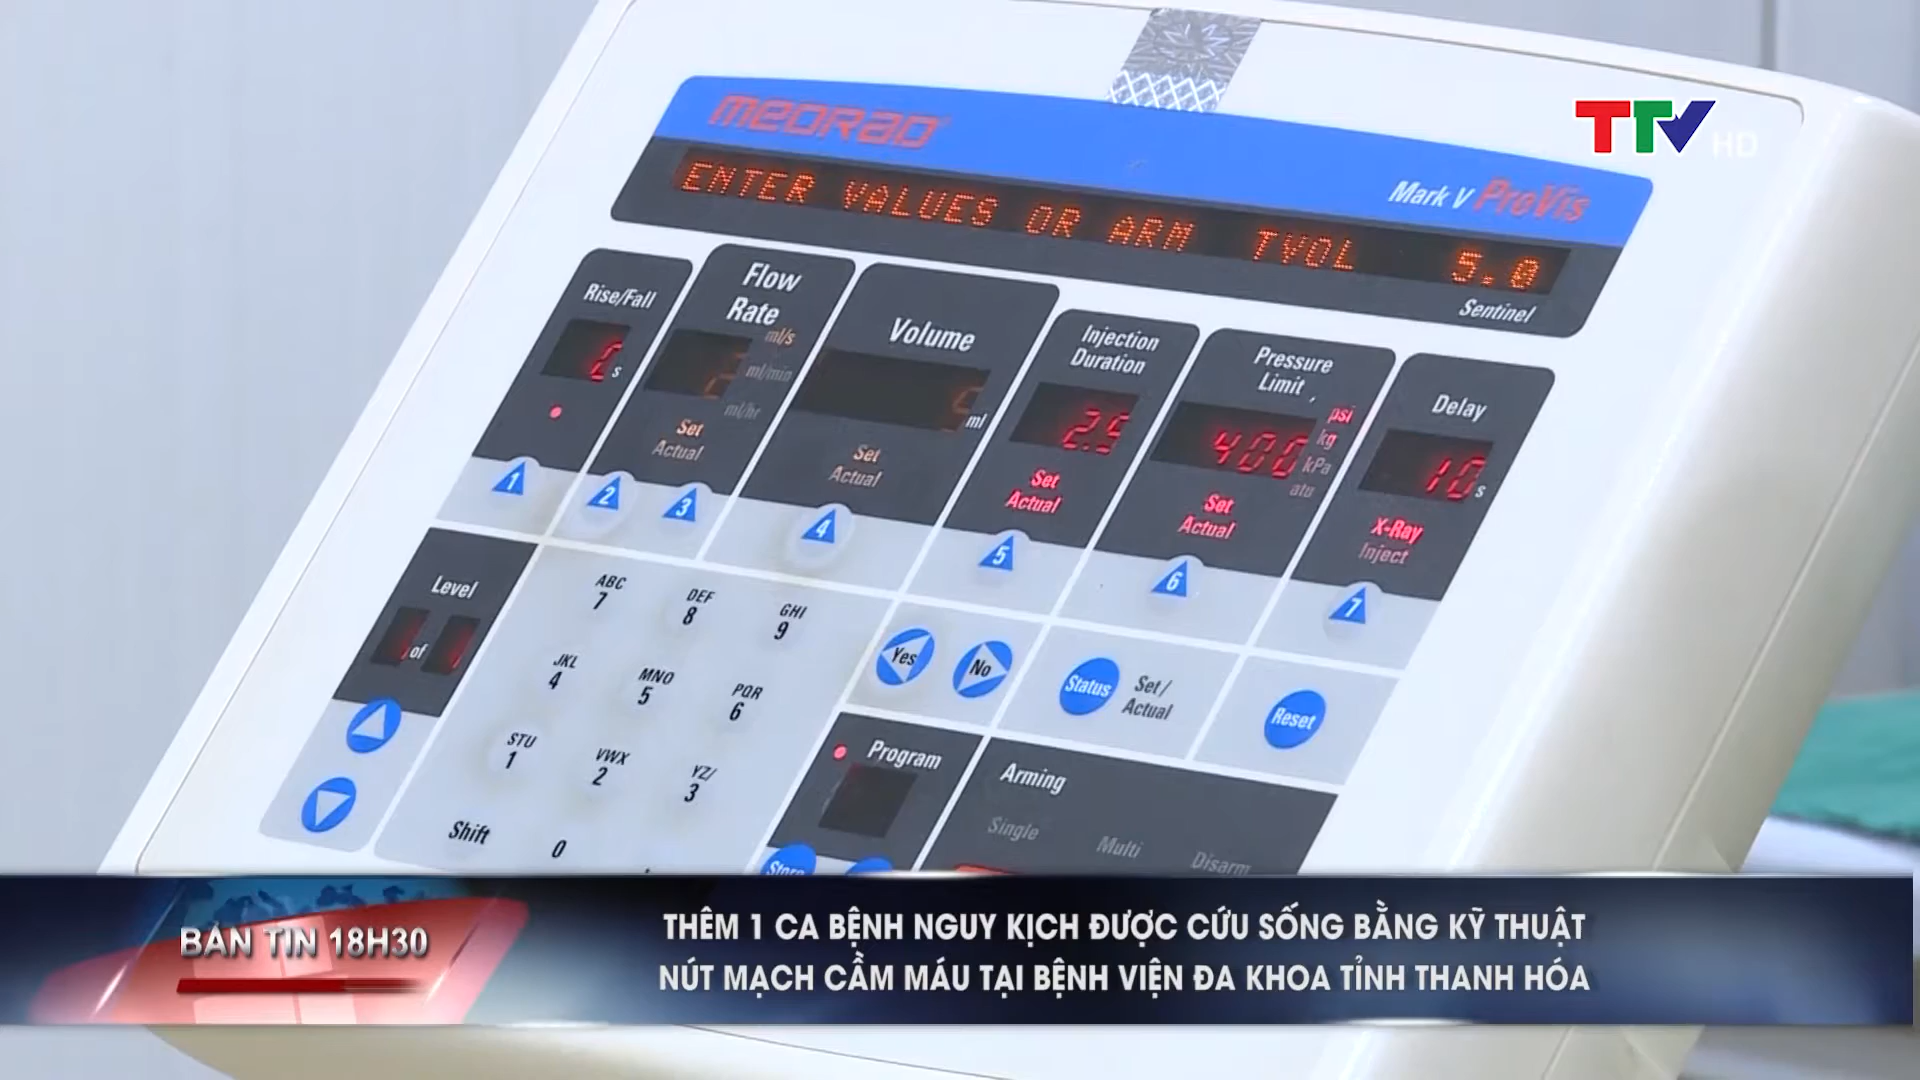 TTV HD
MEDRAD
Mark V ProVis
ENTER VALUES OR ARM TVOL 5.0
Sentinel
Rise/Fall
s
Flow
Rate
ml/s
2
ml/min
ml/hr
Set
Actual
Volume
5
ml
Set
Actual
Injection
Duration
2.5
Set
Actual
Pressure
Limit
psi
400
kg
kPa
atu
Set
Actual
Delay
10 s
X-Ray
Inject
1
2
3
4
5
6
7
Level
1 of 1
ABC
7
DEF
8
GHI
9
JKL
4
MNO
5
PQR
6
STU
1
VWX
2
YZ/
3
Shift
0
Yes
No
Status
Set/
Actual
Reset
Program
Store
Arming
Single
Multi
Disarm
BẢN TIN 18H30
THÊM 1 CA BỆNH NGUY KỊCH ĐƯỢC CỨU SỐNG BẰNG KỸ THUẬT
NÚT MẠCH CẦM MÁU TẠI BỆNH VIỆN ĐA KHOA TỈNH THANH HÓA